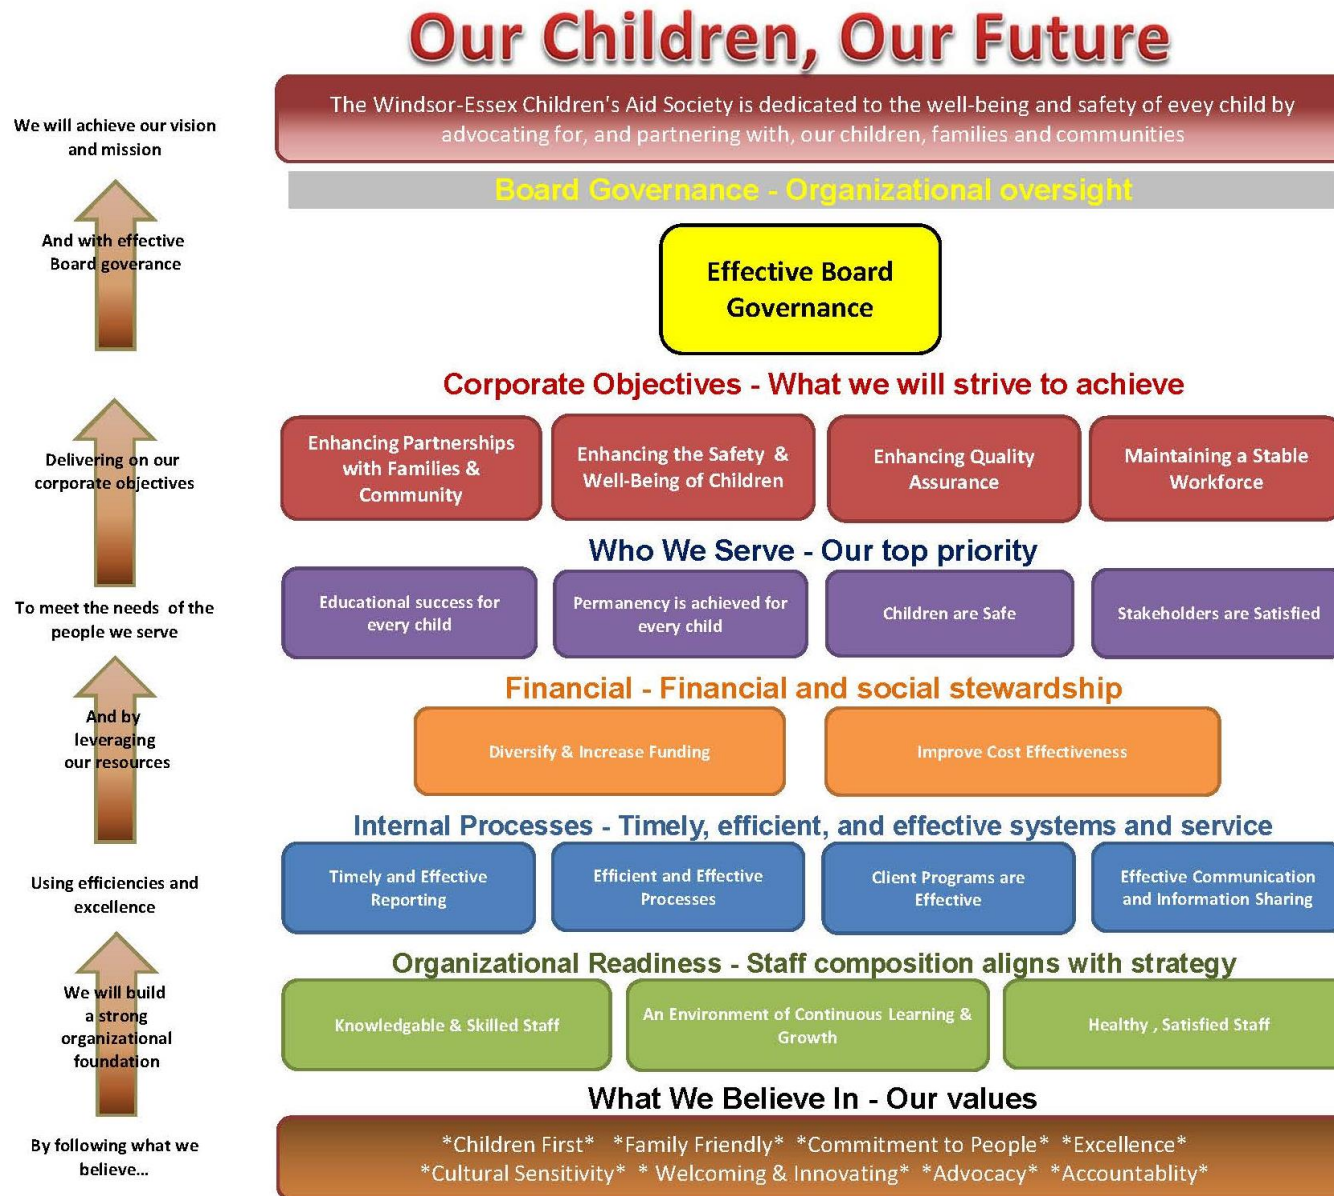 Our Children, Our Future
The Windsor-Essex Children's Aid Society is dedicated to the well-being and safety of evey child by
advocating for, and partnering with, our children, families and communities
We will achieve our vision
and mission
Board Governance - Organizational oversight
And with effective
Board goverance
Effective Board
Governance
Corporate Objectives - What we will strive to achieve
Delivering on our
corporate objectives
Enhancing Partnerships
with Families &
Community
Enhancing the Safety &
Well-Being of Children
Enhancing Quality
Assurance
Maintaining a Stable
Workforce
Who We Serve - Our top priority
To meet the needs of the
people we serve
Educational success for
every child
Permanency is achieved for
every child
Children are Safe
Stakeholders are Satisfied
Financial - Financial and social stewardship
And by
leveraging
our resources
Diversify & Increase Funding
Improve Cost Effectiveness
Internal Processes - Timely, efficient, and effective systems and service
Using efficiencies and
excellence
Timely and Effective
Reporting
Efficient and Effective
Processes
Client Programs are
Effective
Effective Communication
and Information Sharing
Organizational Readiness - Staff composition aligns with strategy
We will build
a strong
organizational
foundation
Knowledgable & Skilled Staff
An Environment of Continuous Learning &
Growth
Healthy , Satisfied Staff
What We Believe In - Our values
By following what we
believe...
*Children First* *Family Friendly* *Commitment to People* *Excellence*
*Cultural Sensitivity* * Welcoming & Innovating* *Advocacy* *Accountablity*